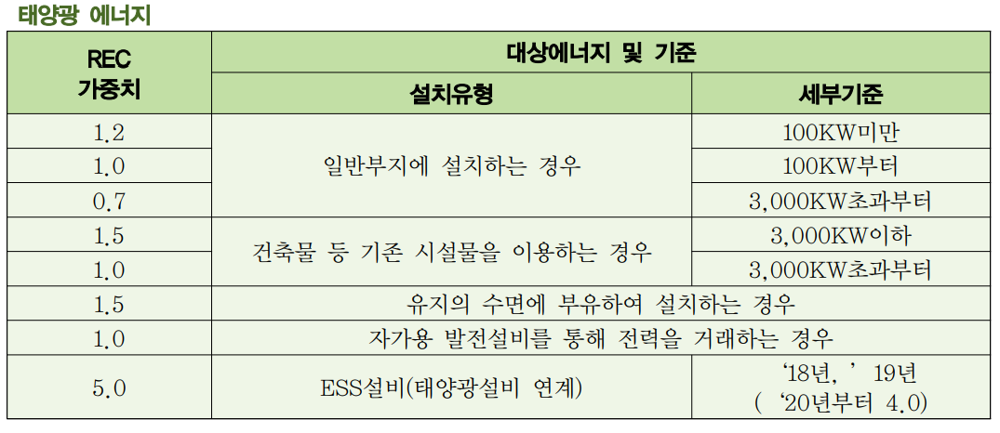 태양광 에너지
REC
가중치
대상에너지 및 기준
설치유형
세부기준
1.2
일반부지에 설치하는 경우
100KW미만
1.0
100KW부터
0.7
3,000KW초과부터
1.5
건축물 등 기존 시설물을 이용하는 경우
3,000KW이하
1.0
3,000KW초과부터
1.5
유지의 수면에 부유하여 설치하는 경우
1.0
자가용 발전설비를 통해 전력을 거래하는 경우
5.0
ESS설비(태양광설비 연계)
‘18년, ’ 19년
( ‘20년부터 4.0)